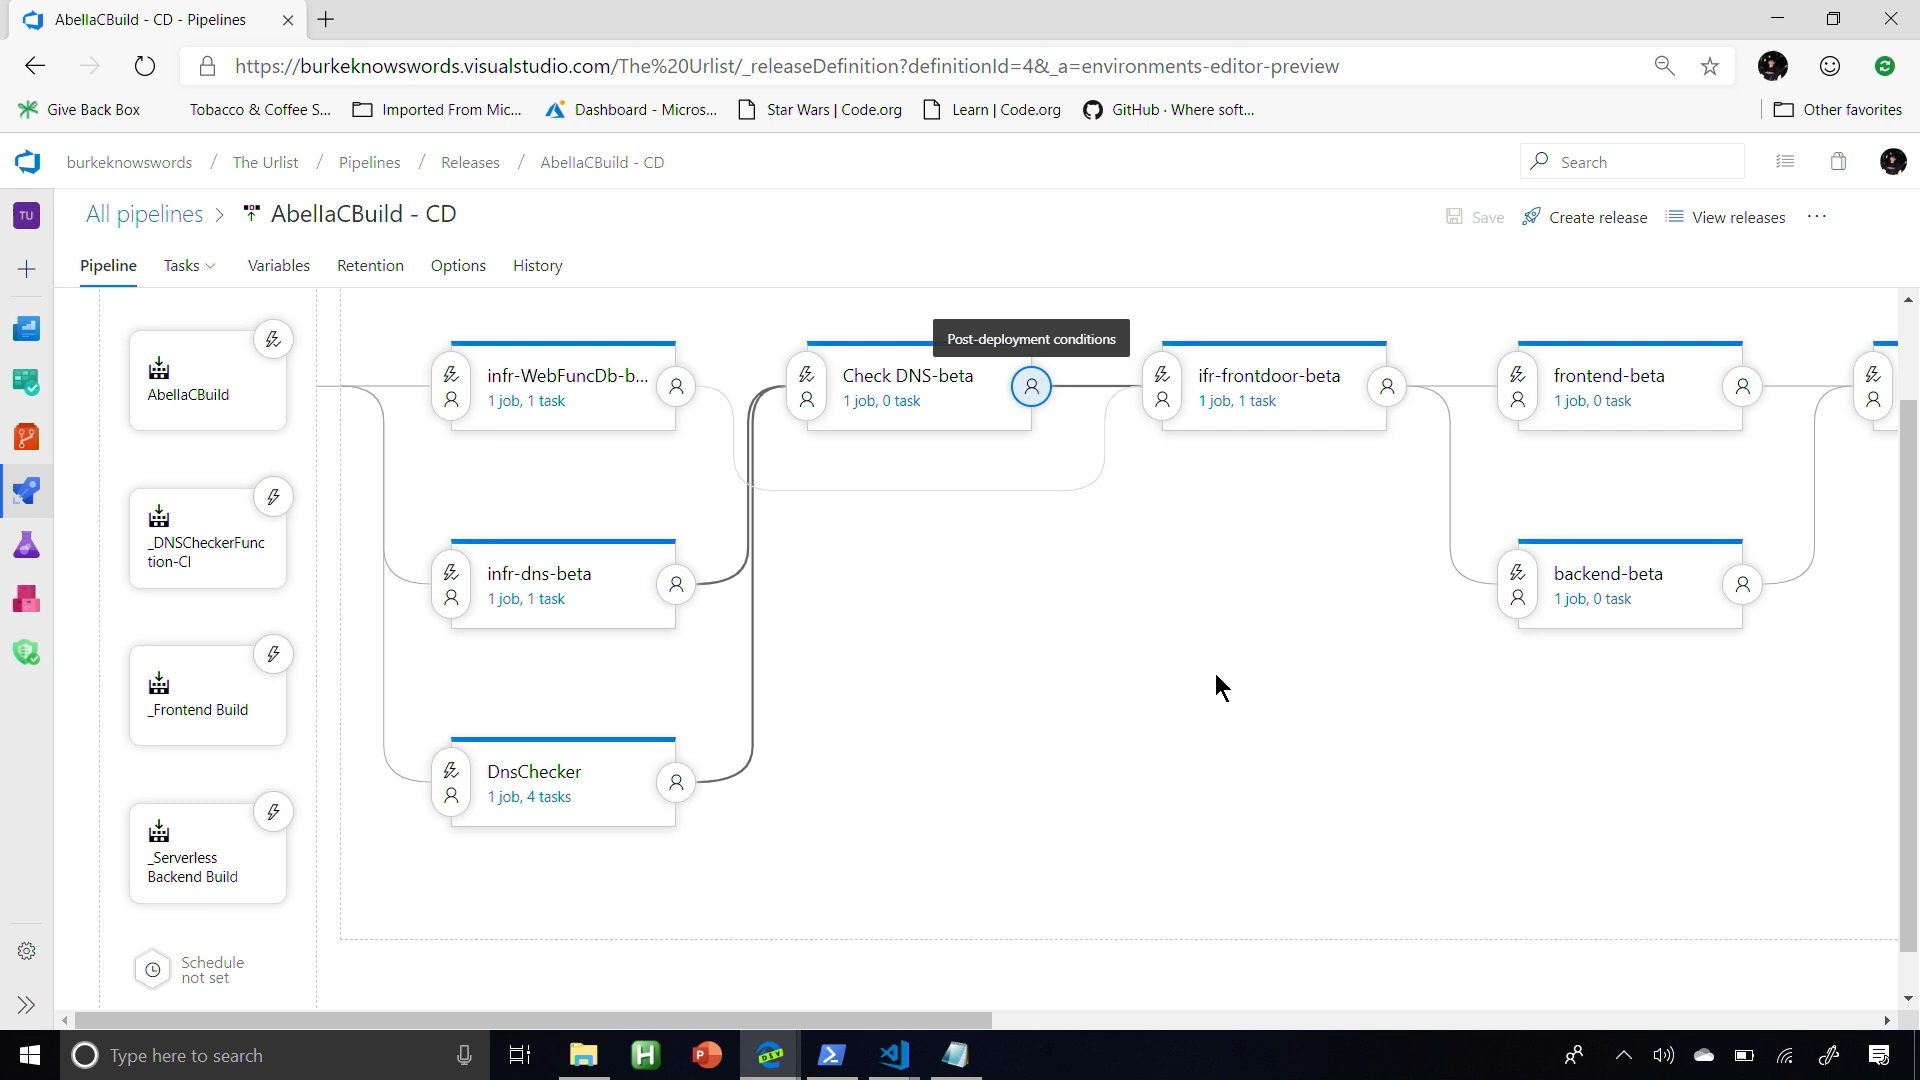 AbellaCBuild - CD - Pipelines
https://burkeknowswords.visualstudio.com/The%20Urlist/_releaseDefinition?definitionId=4&_a=environments-editor-preview
Give Back Box
Tobacco & Coffee S...
Imported From Mic...
Dashboard - Micros...
Star Wars | Code.org
Learn | Code.org
GitHub · Where soft...
Other favorites
burkeknowswords / The Urlist / Pipelines / Releases / AbellaCBuild - CD
Search
TU
All pipelines > AbellaCBuild - CD
Save
Create release
View releases
...
Pipeline
Tasks
Variables
Retention
Options
History
Post-deployment conditions
AbellaCBuild
infr-WebFuncDb-b...
1 job, 1 task
Check DNS-beta
1 job, 0 task
ifr-frontdoor-beta
1 job, 1 task
frontend-beta
1 job, 0 task
_DNSCheckerFunc
tion-CI
infr-dns-beta
1 job, 1 task
backend-beta
1 job, 0 task
_Frontend Build
DnsChecker
1 job, 4 tasks
_Serverless
Backend Build
Schedule
not set
Type here to search
H
DEV